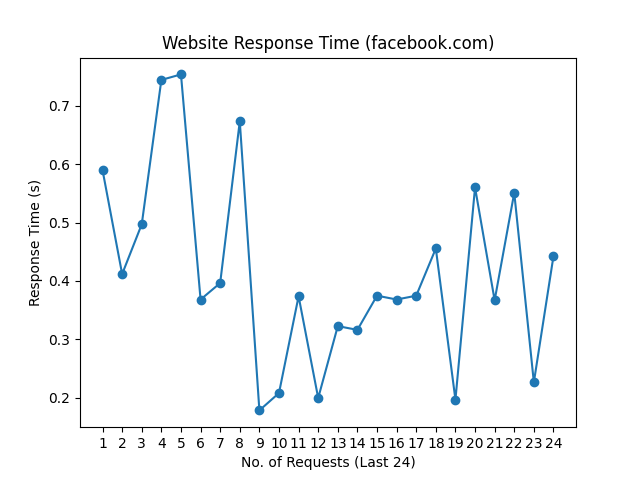 Website Response Time (facebook.com)
Response Time (s)
0.7
0.6
0.5
0.4
0.3
0.2
1 2 3 4 5 6 7 8 9 10 11 12 13 14 15 16 17 18 19 20 21 22 23 24
No. of Requests (Last 24)